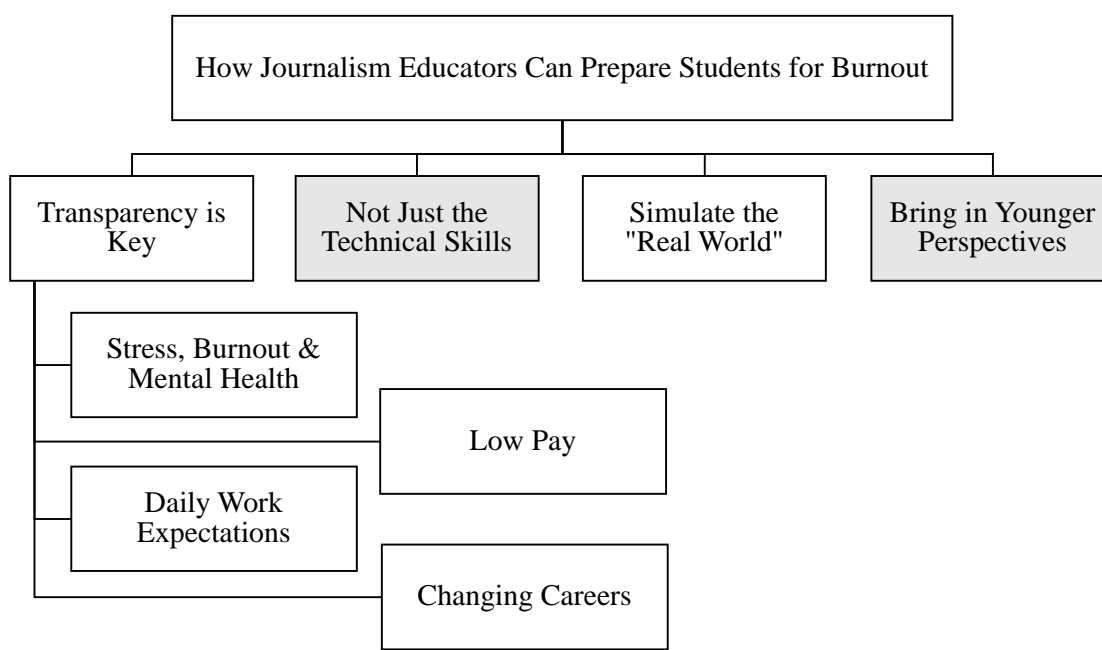 How Journalism Educators Can Prepare Students for Burnout
Transparency is
Key
Not Just the
Technical Skills
Simulate the
"Real World"
Bring in Younger
Perspectives
Stress, Burnout &
Mental Health
Low Pay
Daily Work
Expectations
Changing Careers